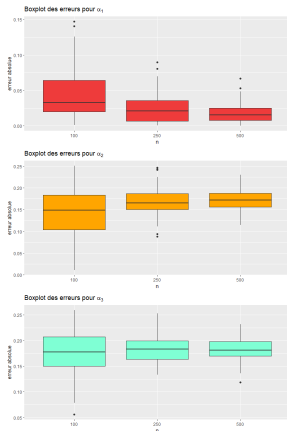 Boxplot des erreurs pour α₁
erreur absolue
0.15
0.10
0.05
0.00
100
250
500
n
Boxplot des erreurs pour α₂
erreur absolue
0.25
0.20
0.15
0.10
0.05
0.00
100
250
500
n
Boxplot des erreurs pour α₃
erreur absolue
0.25
0.20
0.15
0.10
0.05
100
250
500
n